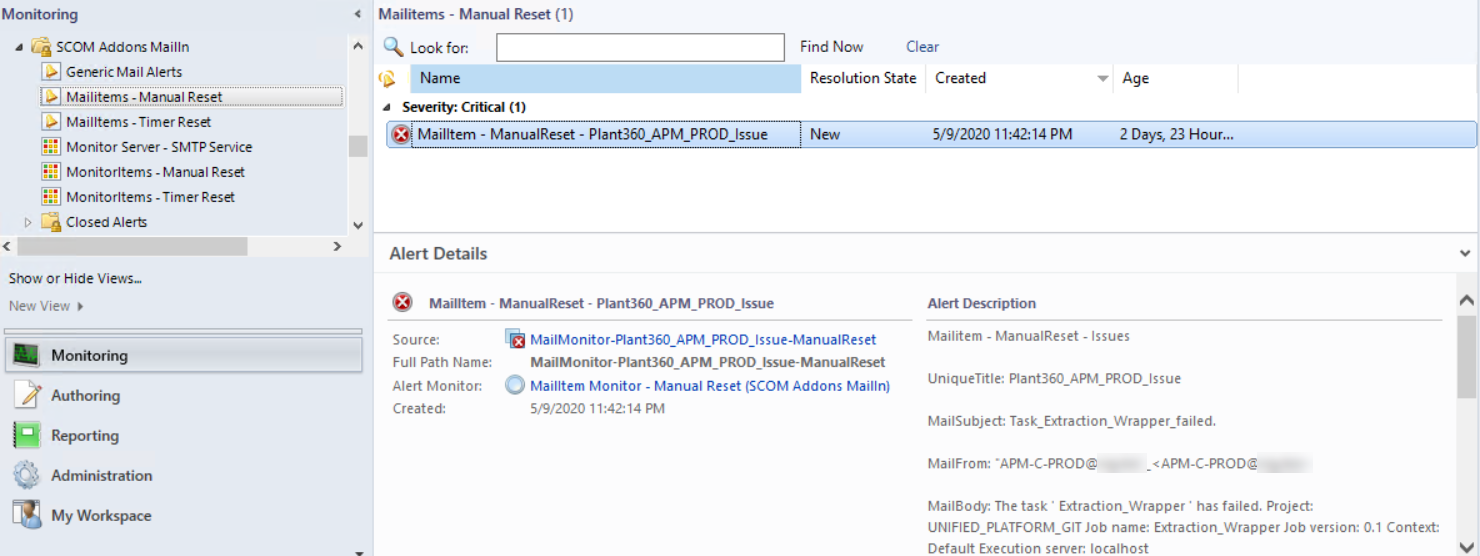 Monitoring
SCOM Addons MailIn
Generic Mail Alerts
Mailitems - Manual Reset
MailItems - Timer Reset
Monitor Server - SMTP Service
MonitorItems - Manual Reset
MonitorItems - Timer Reset
Closed Alerts
Show or Hide Views...
New View
Monitoring
Authoring
Reporting
Administration
My Workspace
Mailitems - Manual Reset (1)
Look for:
Find Now
Clear
Name
Resolution State
Created
Age
Severity: Critical (1)
MailItem - ManualReset - Plant360_APM_PROD_Issue
New
5/9/2020 11:42:14 PM
2 Days, 23 Hour...
Alert Details
MailItem - ManualReset - Plant360_APM_PROD_Issue
Source: MailMonitor-Plant360_APM_PROD_Issue-ManualReset
Full Path Name: MailMonitor-Plant360_APM_PROD_Issue-ManualReset
Alert Monitor: MailItem Monitor - Manual Reset (SCOM Addons MailIn)
Created: 5/9/2020 11:42:14 PM
Alert Description
Mailitem - ManualReset - Issues
UniqueTitle: Plant360_APM_PROD_Issue
MailSubject: Task_Extraction_Wrapper_failed.
MailFrom: "APM-C-PROD@ _<APM-C-PROD@
MailBody: The task ' Extraction_Wrapper ' has failed. Project:
UNIFIED_PLATFORM_GIT Job name: Extraction_Wrapper Job version: 0.1 Context:
Default Execution server: localhost